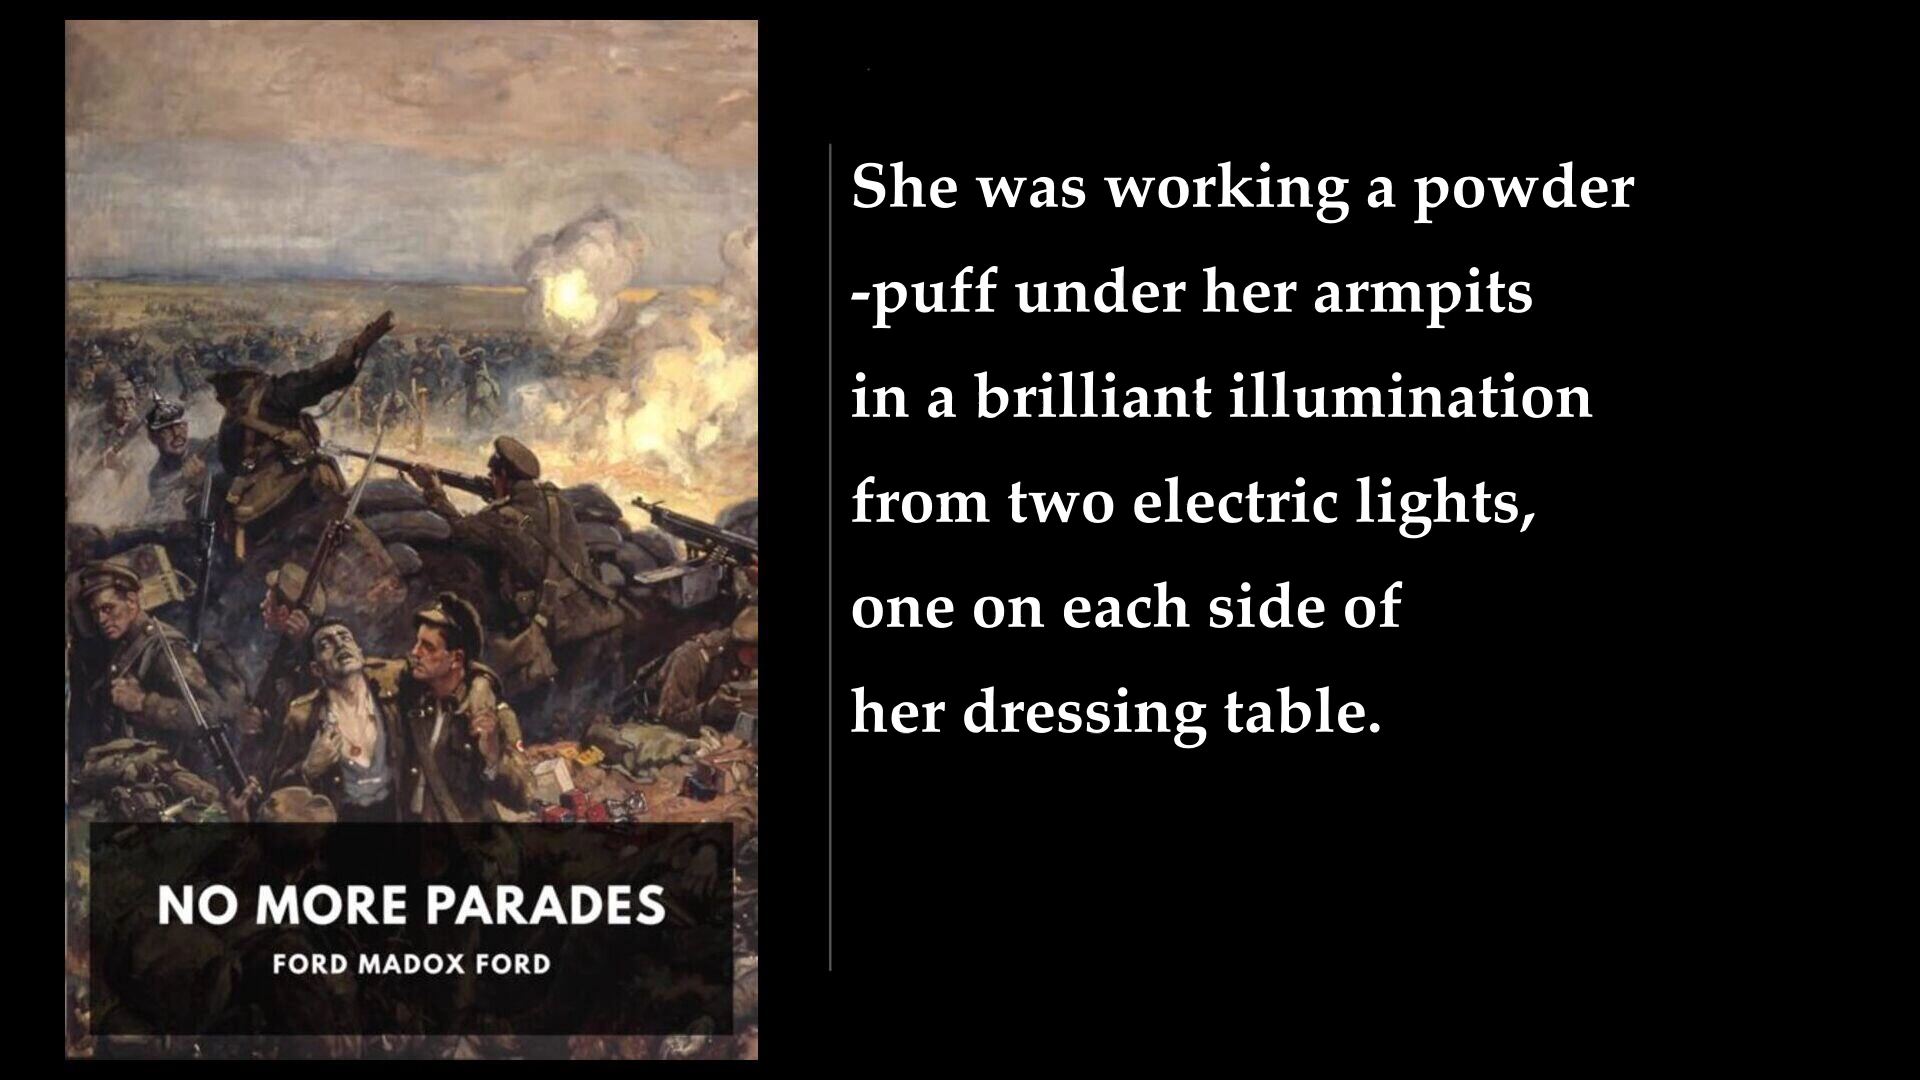 She was working a powder
-puff under her armpits
in a brilliant illumination
from two electric lights,
one on each side of
her dressing table.
NO MORE PARADES
FORD MADOX FORD